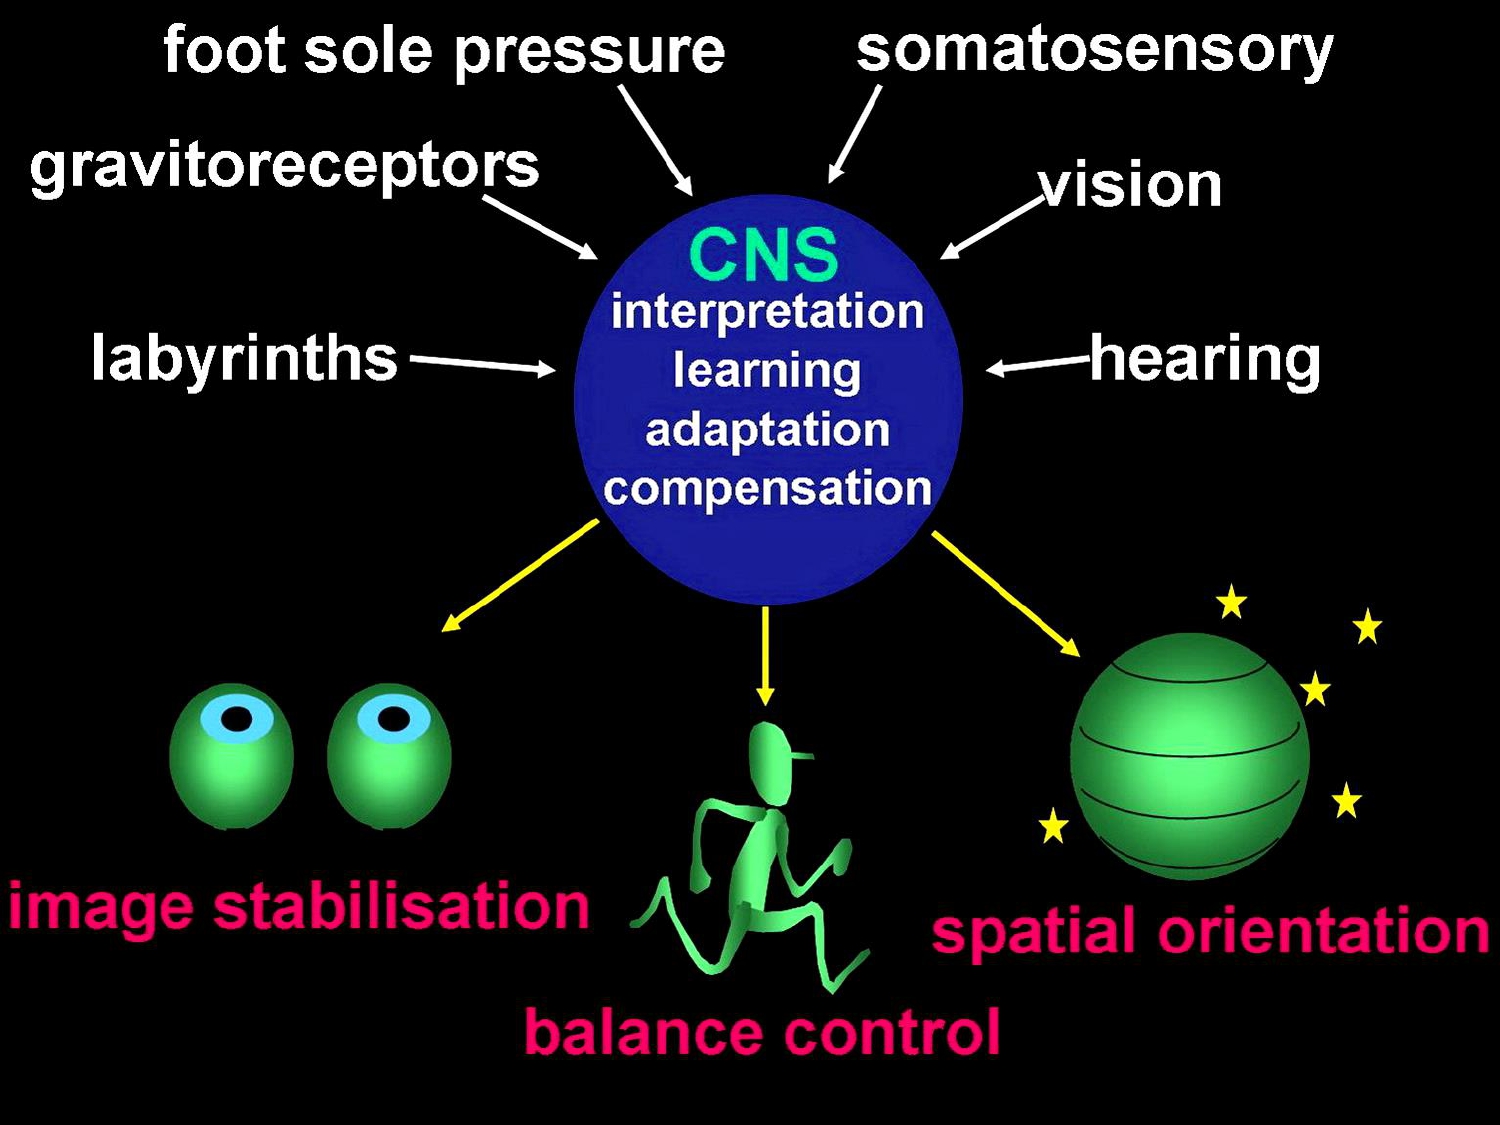 foot sole pressure
somatosensory
gravitoreceptors
vision
labyrinths
hearing
CNS
interpretation
learning
adaptation
compensation
image stabilisation
balance control
spatial orientation